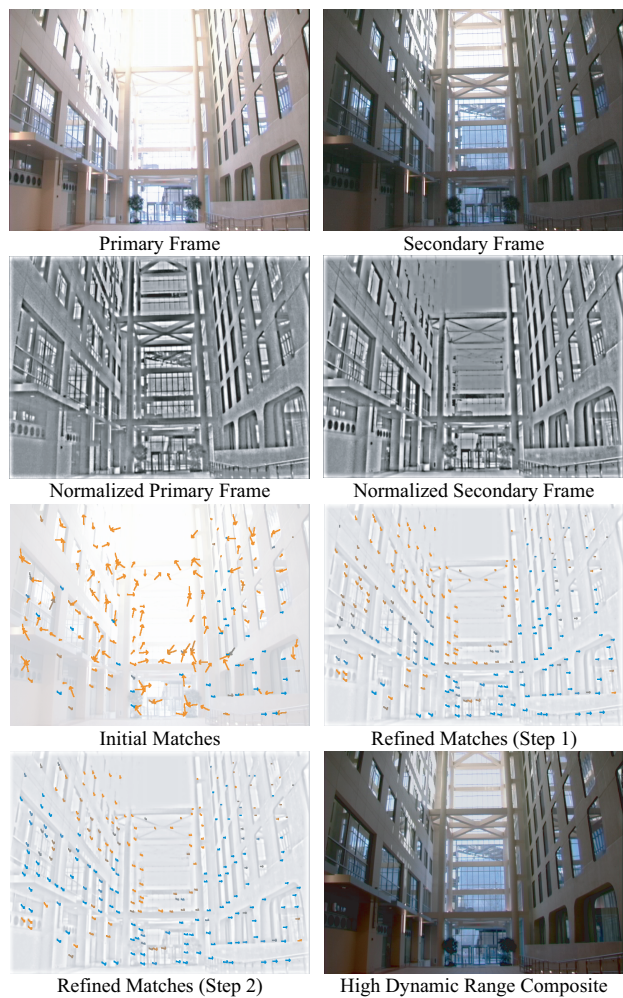 Primary Frame
Secondary Frame
Normalized Primary Frame
Normalized Secondary Frame
Initial Matches
Refined Matches (Step 1)
Refined Matches (Step 2)
High Dynamic Range Composite